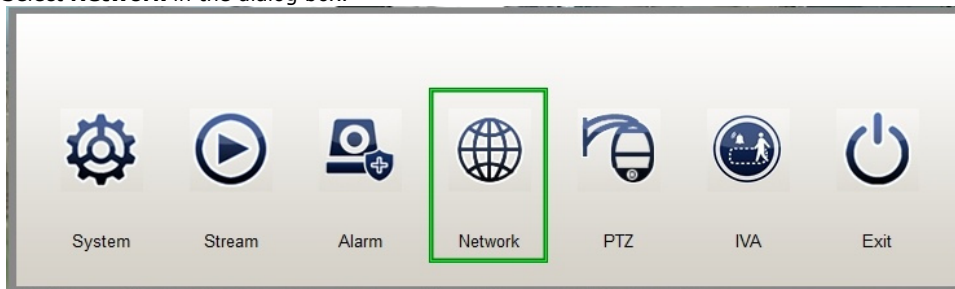 Select Network in the dialog box.
System Stream Alarm Network PTZ IVA Exit